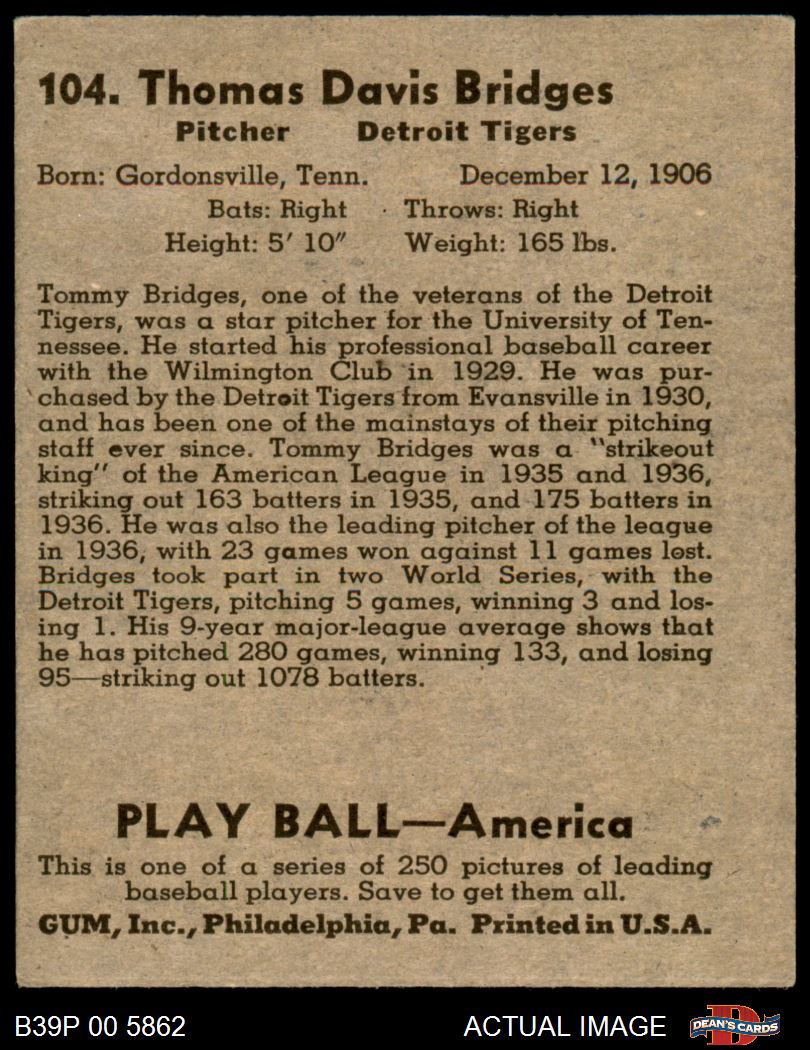 104. Thomas Davis Bridges
Pitcher Detroit Tigers
Born: Gordonsville, Tenn. December 12, 1906
Bats: Right Throws: Right
Height: 5' 10" Weight: 165 lbs.
Tommy Bridges, one of the veterans of the Detroit
Tigers, was a star pitcher for the University of Ten-
nessee. He started his professional baseball career
with the Wilmington Club in 1929. He was pur-
chased by the Detroit Tigers from Evansville in 1930,
and has been one of the mainstays of their pitching
staff ever since. Tommy Bridges was a "strikeout
king" of the American League in 1935 and 1936,
striking out 163 batters in 1935, and 175 batters in
1936. He was also the leading pitcher of the league
in 1936, with 23 games won against 11 games lost.
Bridges took part in two World Series, with the
Detroit Tigers, pitching 5 games, winning 3 and los-
ing 1. His 9-year major-league average shows that
he has pitched 280 games, winning 133, and losing
95—striking out 1078 batters.
PLAY BALL—America
This is one of a series of 250 pictures of leading
baseball players. Save to get them all.
GUM, Inc., Philadelphia, Pa. Printed in U.S.A.
B39P 00 5862 ACTUAL IMAGE D DEAN'S CARDS